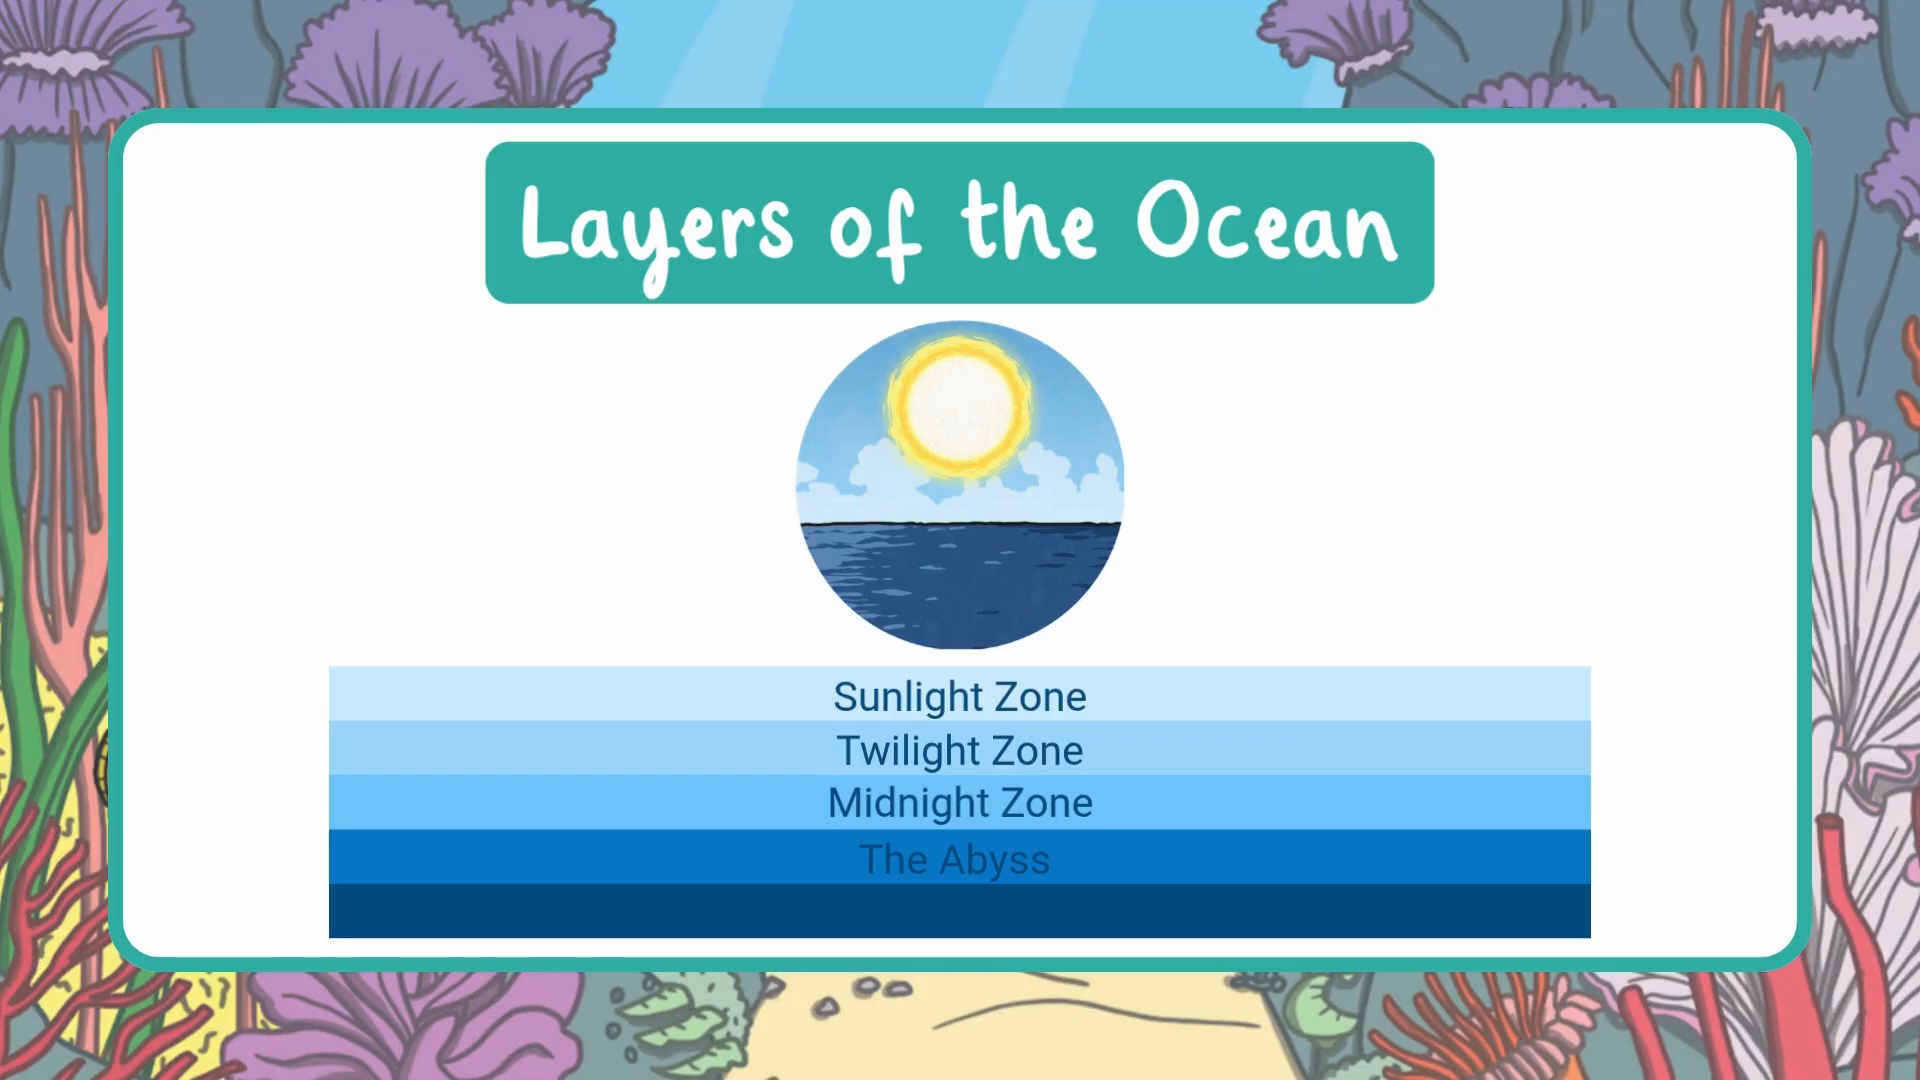 Layers of the Ocean
Sunlight Zone
Twilight Zone
Midnight Zone
The Abyss